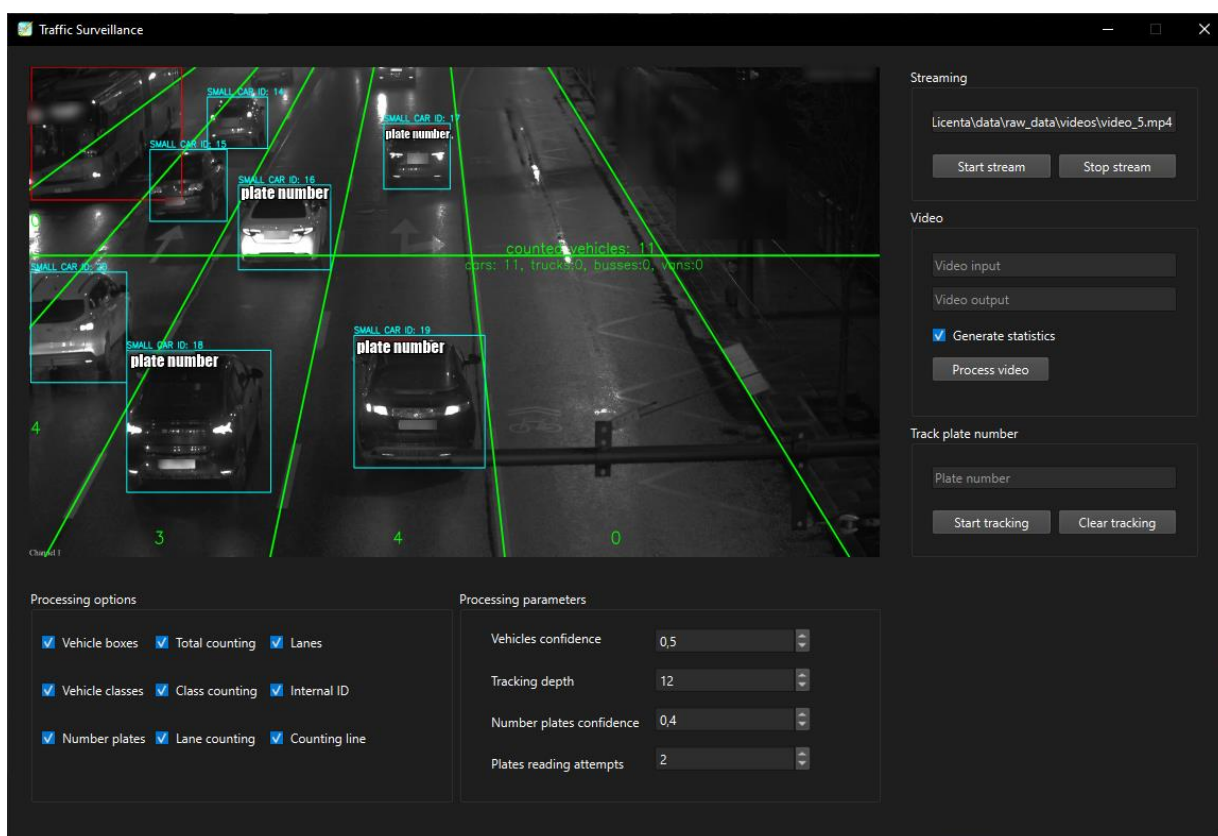 Traffic Surveillance
SMALL CAR ID: 14
SMALL CAR ID: 17
plate number
SMALL CAR ID: 15
SMALL CAR ID: 16
plate number
counted vehicles: 11
cars: 11, trucks:0, busses:0, vans:0
SMALL CAR ID: 20
SMALL CAR ID: 19
plate number
SMALL CAR ID: 18
plate number
4
3
4
0
Channel 1
Streaming
Licenta\data\raw_data\videos\video_5.mp4
Start stream
Stop stream
Video
Video input
Video output
Generate statistics
Process video
Track plate number
Plate number
Start tracking
Clear tracking
Processing options
Vehicle boxes
Total counting
Lanes
Vehicle classes
Class counting
Internal ID
Number plates
Lane counting
Counting line
Processing parameters
Vehicles confidence
0,5
Tracking depth
12
Number plates confidence
0,4
Plates reading attempts
2